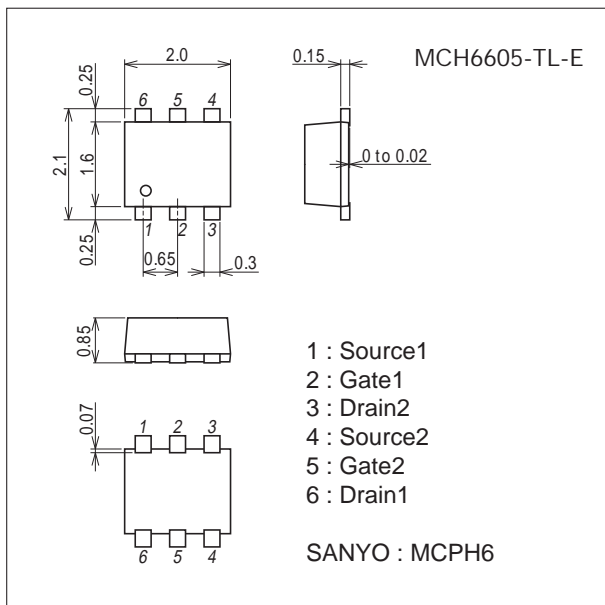 MCH6605-TL-E
2.0
0.15
0.25
6 5 4
2.1
1.6
0 to 0.02
0.25
1 2 3
0.65
0.3
0.85
0.07
1 2 3
6 5 4
1 : Source1
2 : Gate1
3 : Drain2
4 : Source2
5 : Gate2
6 : Drain1
SANYO : MCPH6